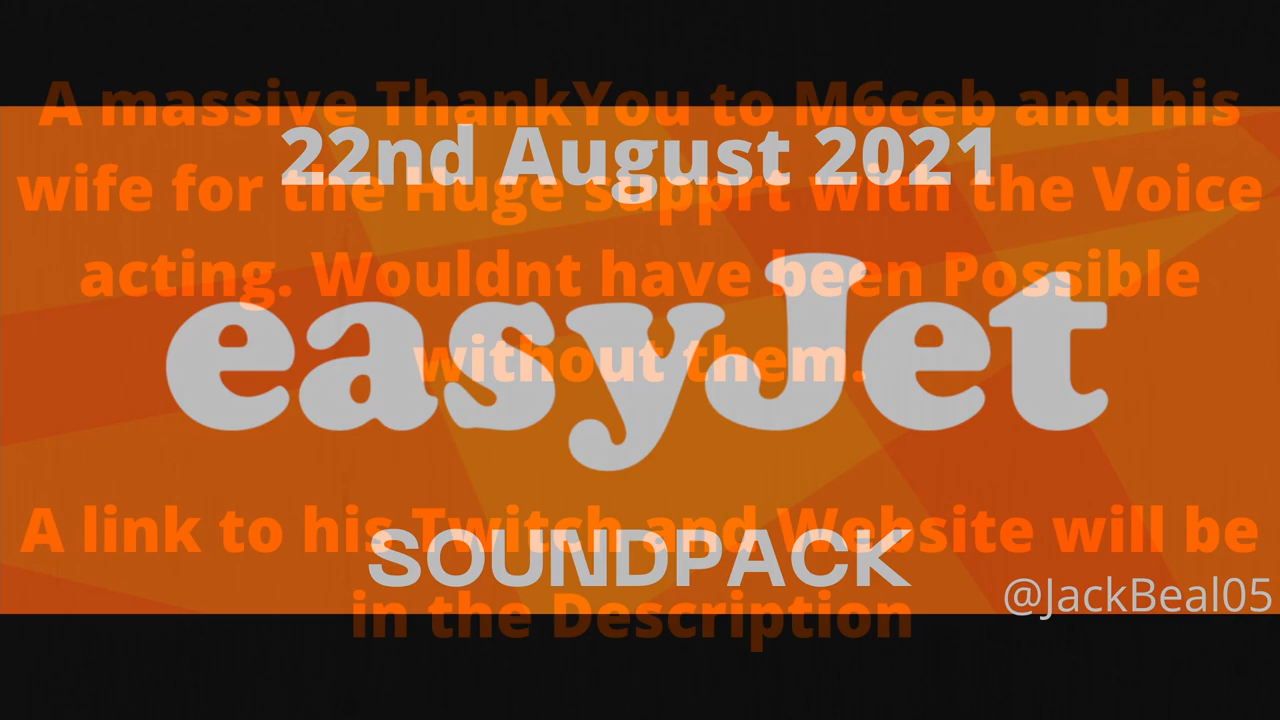 A massive ThankYou to M6ceb and his
22nd August 2021
wife for the Huge supprt with the Voice
acting. Wouldnt have been Possible
easyJet
without them.
A link to his Twitch and Website will be
SOUNDPACK
@JackBeal05
in the Description